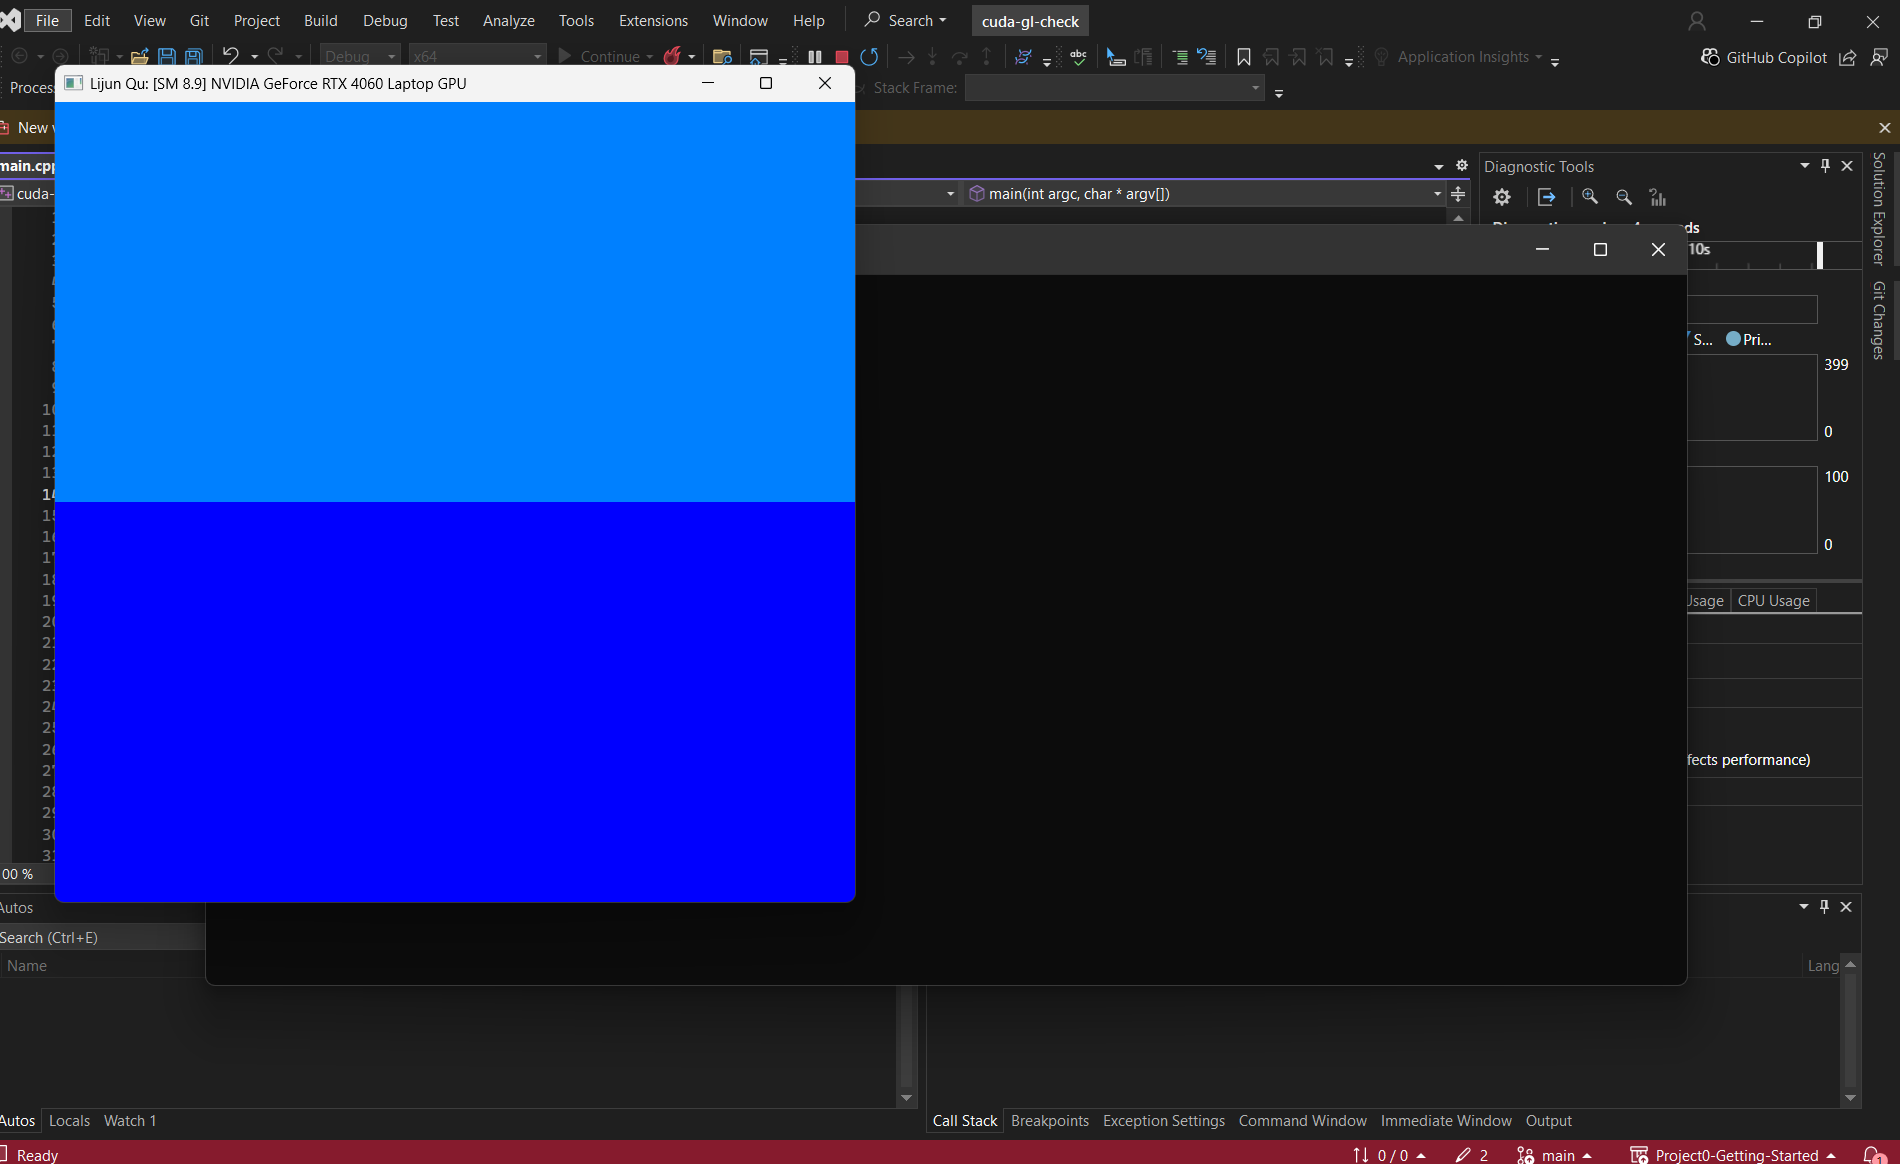 File Edit View Git Project Build Debug Test Analyze Tools Extensions Window Help Search cuda-gl-check
Debug x64 Continue Application Insights GitHub Copilot
Lijun Qu: [SM 8.9] NVIDIA GeForce RTX 4060 Laptop GPU
Stack Frame:
New
main.cpp
cuda-
main(int argc, char * argv[])
Diagnostic Tools
Solution Explorer
Git Changes
10s
S... Pri...
399
0
100
0
CPU Usage
fects performance)
00 %
Autos
Search (Ctrl+E)
Name
Lang
Autos Locals Watch 1
Call Stack Breakpoints Exception Settings Command Window Immediate Window Output
Ready 0 / 0 2 main Project0-Getting-Started 1